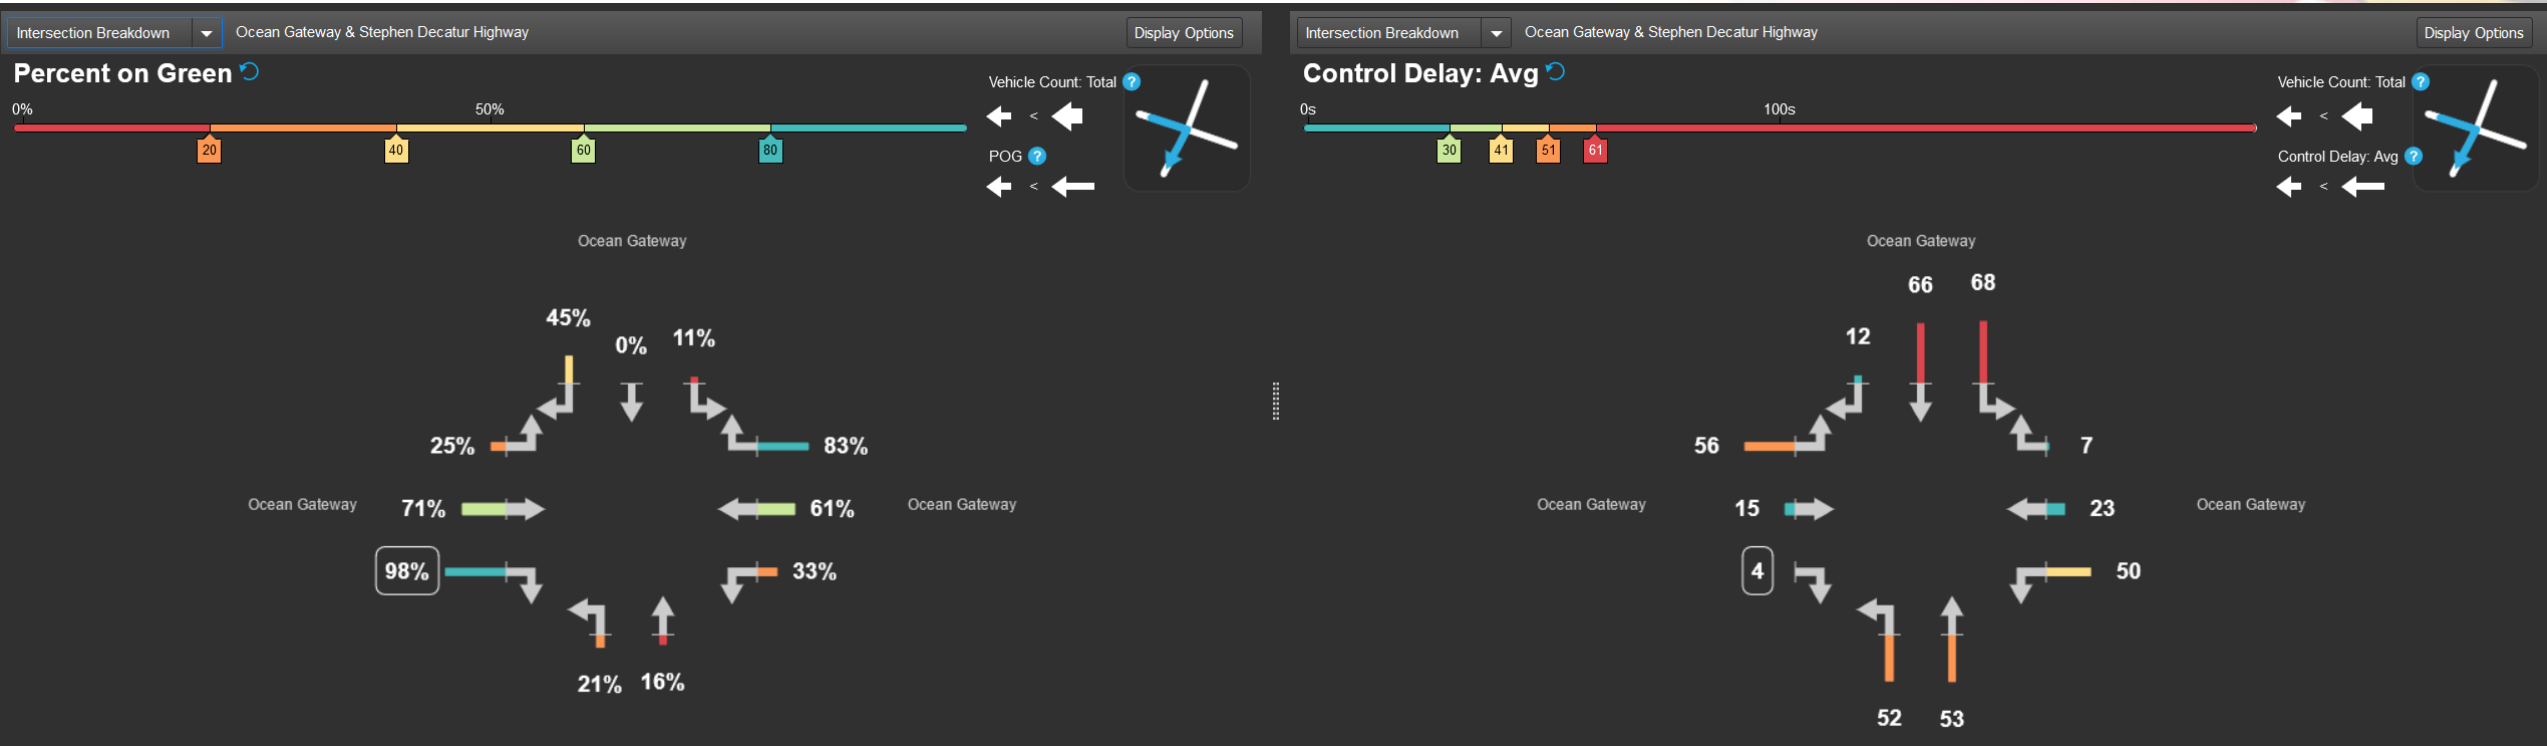 Intersection Breakdown Ocean Gateway & Stephen Decatur Highway Display Options
Percent on Green
Vehicle Count: Total ?
0% 50%
<
20 40 60 80
POG ?
<
Ocean Gateway
45% 0% 11%
25% 83%
Ocean Gateway 71% 61% Ocean Gateway
98% 33%
21% 16%
Intersection Breakdown Ocean Gateway & Stephen Decatur Highway Display Options
Control Delay: Avg
Vehicle Count: Total ?
0s 100s
<
30 41 51 61
Control Delay: Avg ?
<
Ocean Gateway
66 68
12
56 7
Ocean Gateway 15 23 Ocean Gateway
4 50
52 53